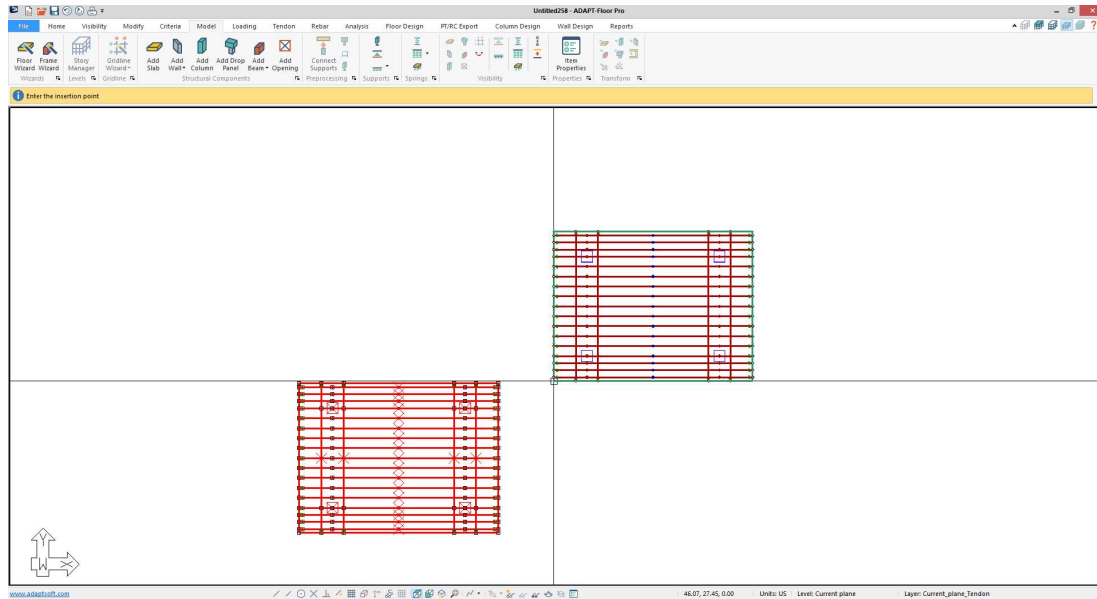 Untitled258 - ADAPT-Floor Pro
File Home Visibility Modify Criteria Model Loading Tendon Rebar Analysis Floor Design PT/RC Export Column Design Wall Design Reports
Floor Wizard Frame Wizard Story Manager Gridline Wizard Add Slab Add Wall Add Column Add Drop Panel Add Beam Add Opening Connect Supports Item Properties
Wizards Levels Gridline Structural Components Preprocessing Supports Springs Visibility Properties Transform
Enter the insertion point
Y
W X
www.adaptsoft.com 46.07, 27.45, 0.00 Units: US Level: Current plane Layer: Current_plane_Tendon